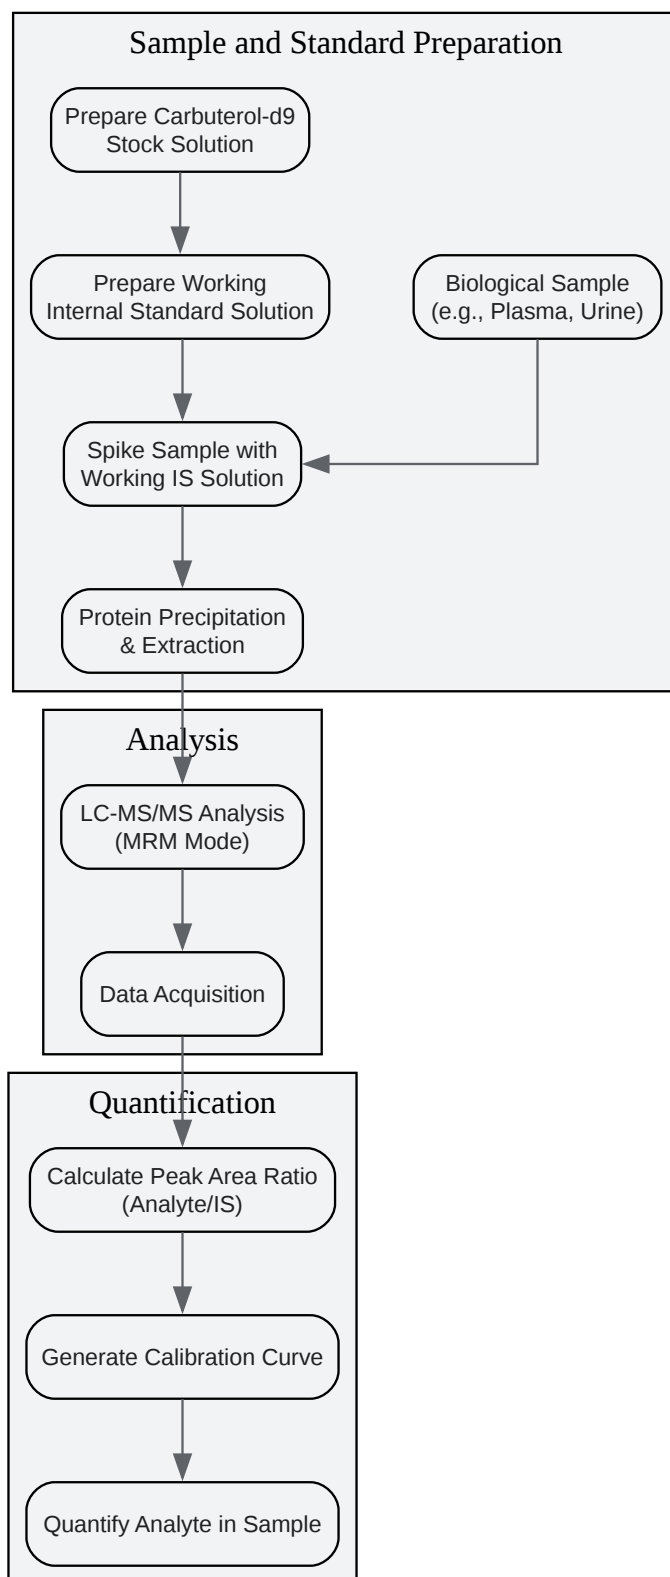 Sample and Standard Preparation
Prepare Carbuterol-d9
Stock Solution
Prepare Working
Internal Standard Solution
Biological Sample
(e.g., Plasma, Urine)
Spike Sample with
Working IS Solution
Protein Precipitation
& Extraction
Analysis
LC-MS/MS Analysis
(MRM Mode)
Data Acquisition
Quantification
Calculate Peak Area Ratio
(Analyte/IS)
Generate Calibration Curve
Quantify Analyte in Sample